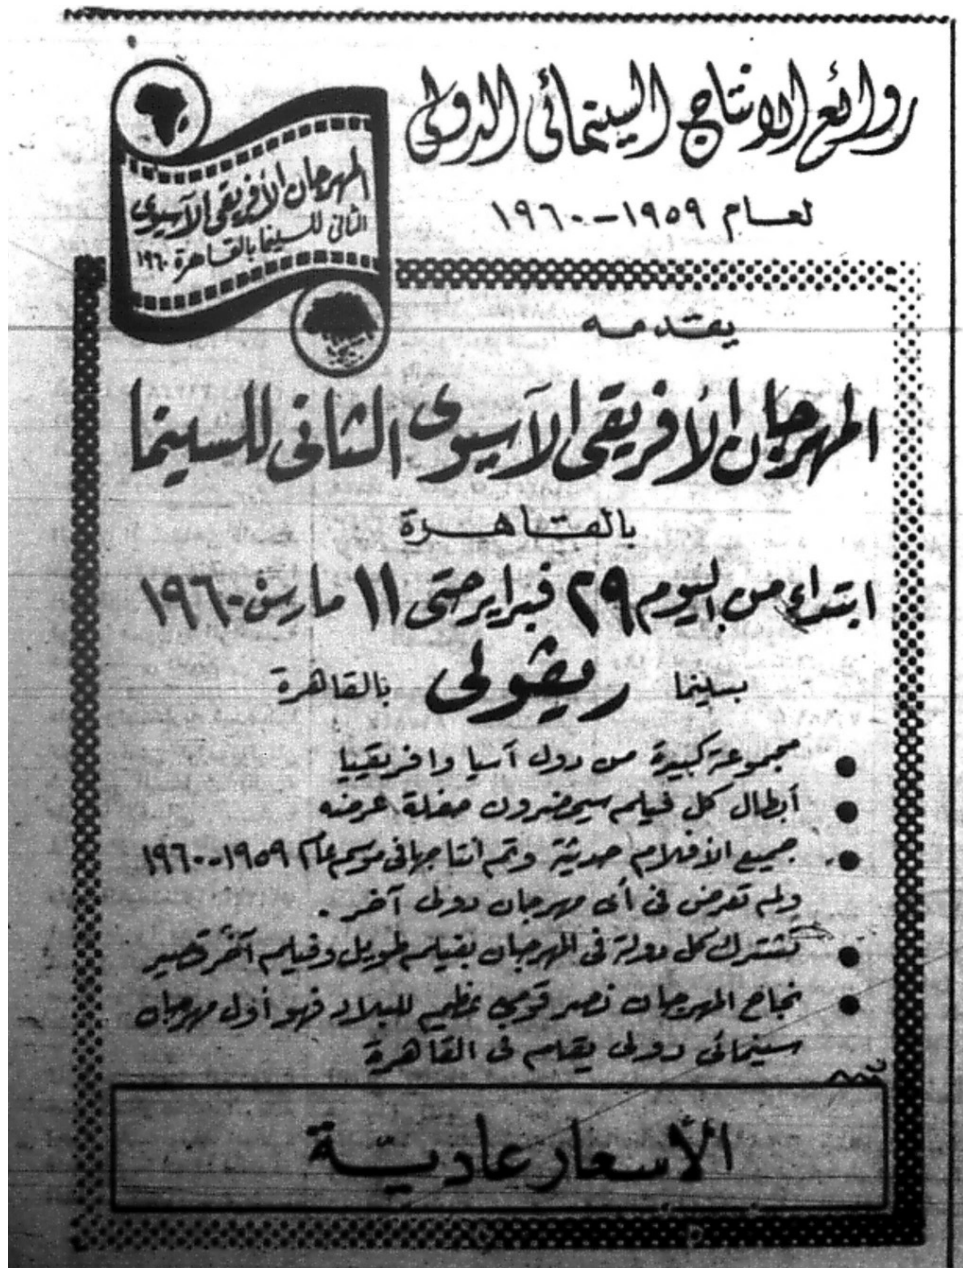 روائع الانتاج السينمائى الدولى
لعام ١٩٥٩-١٩٦٠
المهرجان الأفريقى الآسيوى
الثانى للسينما بالقاهرة ١٩٦٠
يقدمه
المهرجان الأفريقى الآسيوى الثانى للسينما
بالقاهرة
ابتداء من اليوم ٢٩ فبراير حتى ١١ مارس ١٩٦٠
بسينما ريڤولى بالقاهرة
• مجموعة كبيرة من دول آسيا وافريقيا
• أبطال كل فيلم سيحضرون حفلة عرضه
• جميع الأفلام حديثة وتم انتاجها فى موسم عام ١٩٥٩-١٩٦٠
ولم تعرض فى أى مهرجان دولى آخر .
• تشترك كل دولة فى المهرجان بفيلم طويل وفيلم آخر قصير
• نجاح المهرجان نصر قومى عظيم للبلاد فهو أول مهرجان
سينمائى دولى يقام فى القاهرة
الأسعار عادية